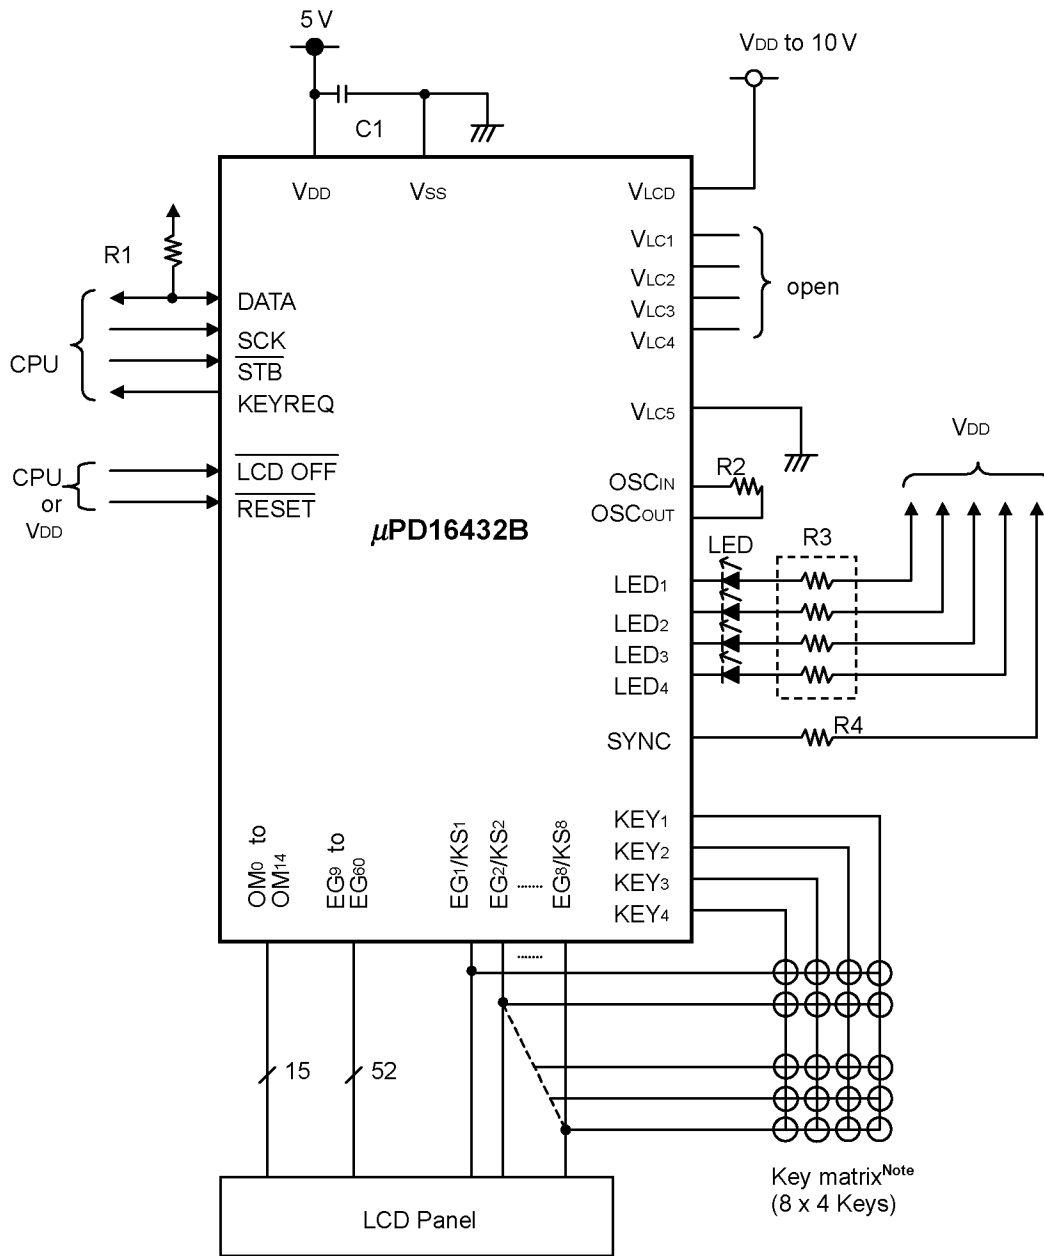 5 V
VDD to 10 V
C1
VDD
VSS
VLCD
R1
VLC1
VLC2
VLC3
VLC4
open
DATA
SCK
STB
KEYREQ
CPU
VLC5
VDD
CPU
or
VDD
LCD OFF
RESET
OSCIN
OSCOUT
R2
μPD16432B
LED
R3
LED1
LED2
LED3
LED4
SYNC
R4
KEY1
KEY2
KEY3
KEY4
OM0 to
OM14
EG9 to
EG60
EG1/KS1
EG2/KS2
........
EG8/KS8
........
15
52
Key matrixNote
(8 x 4 Keys)
LCD Panel